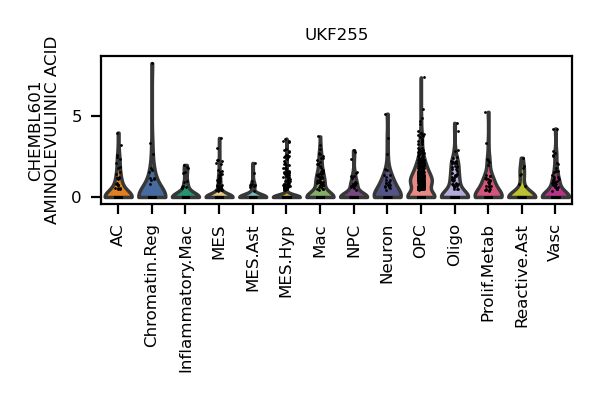 UKF255
CHEMBL601
AMINOLEVULINIC ACID
5
0
AC
Chromatin.Reg
Inflammatory.Mac
MES
MES.Ast
MES.Hyp
Mac
NPC
Neuron
OPC
Oligo
Prolif.Metab
Reactive.Ast
Vasc